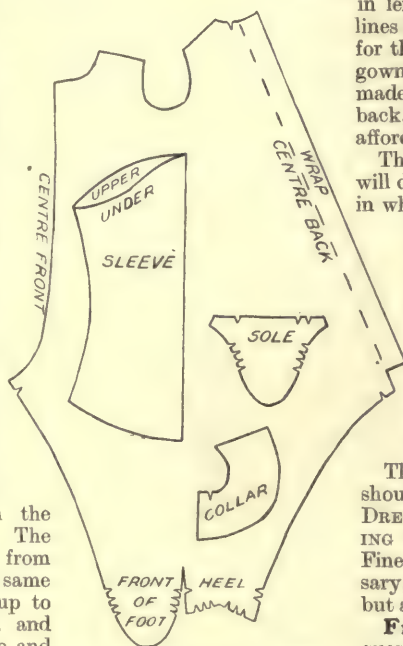 in
lines
for th
gown
made
back.
affore
Th
will c
in wh
WRAP
CENTRE BACK
CENTRE FRONT
UPPER
UNDER
SLEEVE
SOLE
COLLAR
FRONT
OF
FOOT
HEEL
the
The
from
same
up to
and
and
Th
shou
DRE
ING
Fine
sary
but a